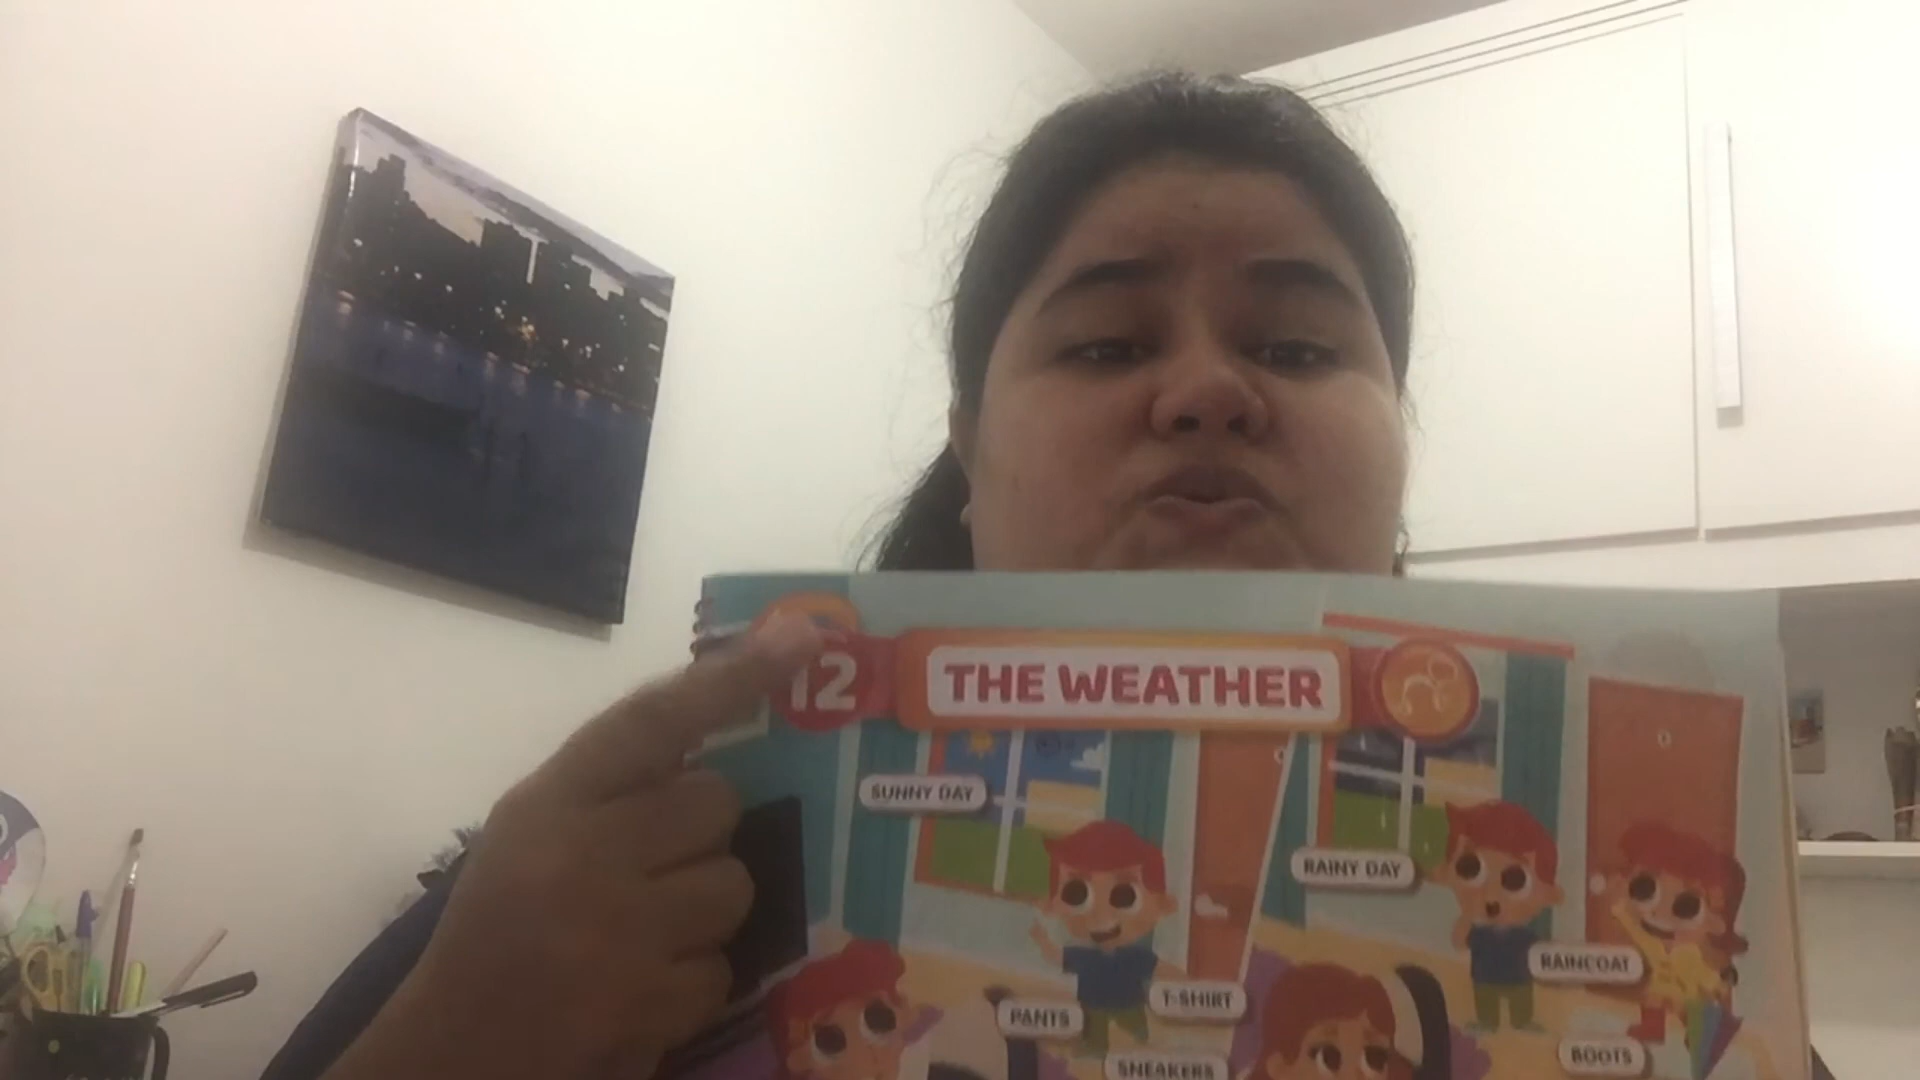 12 THE WEATHER
SUNNY DAY
RAINY DAY
RAINCOAT
T-SHIRT
PANTS
BOOTS
SNEAKERS